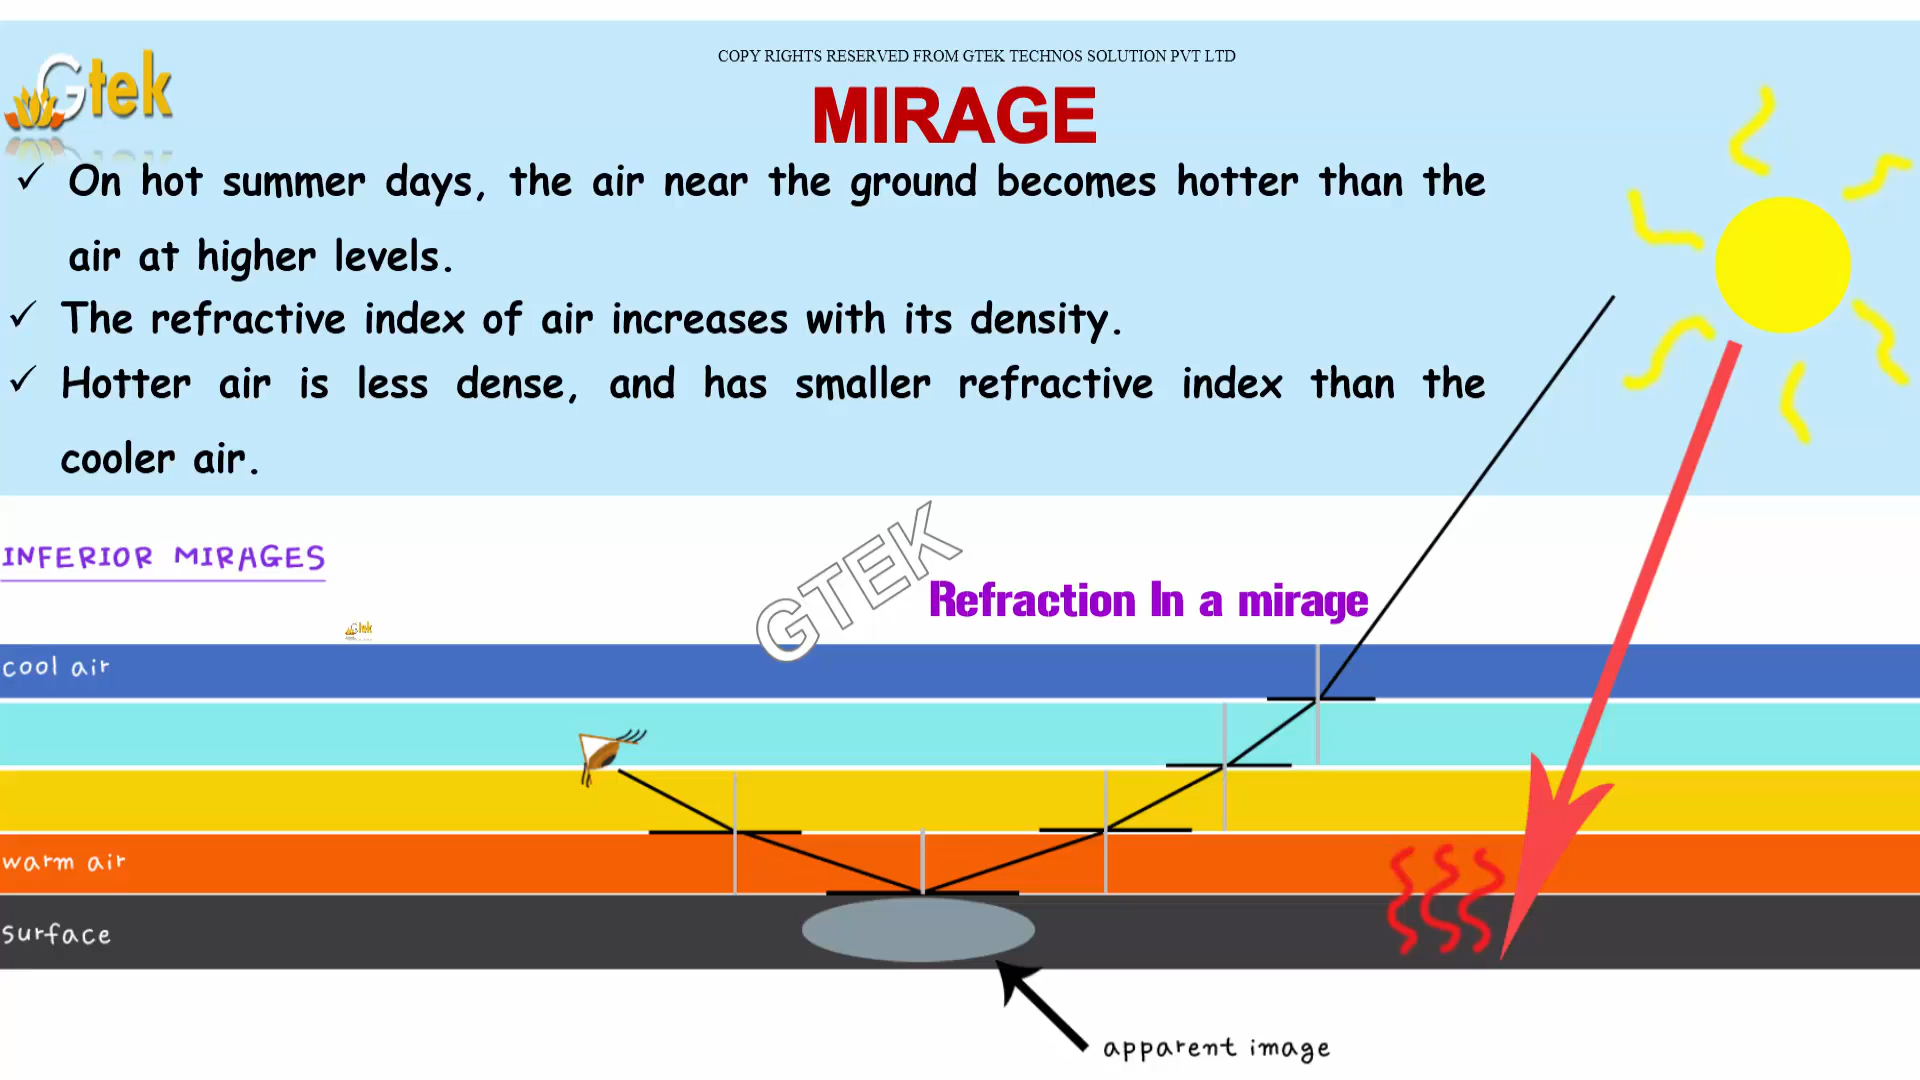 COPY RIGHTS RESERVED FROM GTEK TECHNOS SOLUTION PVT LTD
Gtek
MIRAGE
✓ On hot summer days, the air near the ground becomes hotter than the
air at higher levels.
✓ The refractive index of air increases with its density.
✓ Hotter air is less dense, and has smaller refractive index than the
cooler air.
INFERIOR MIRAGES
GTEK
Refraction In a mirage
Gtek
cool air
warm air
surface
apparent image